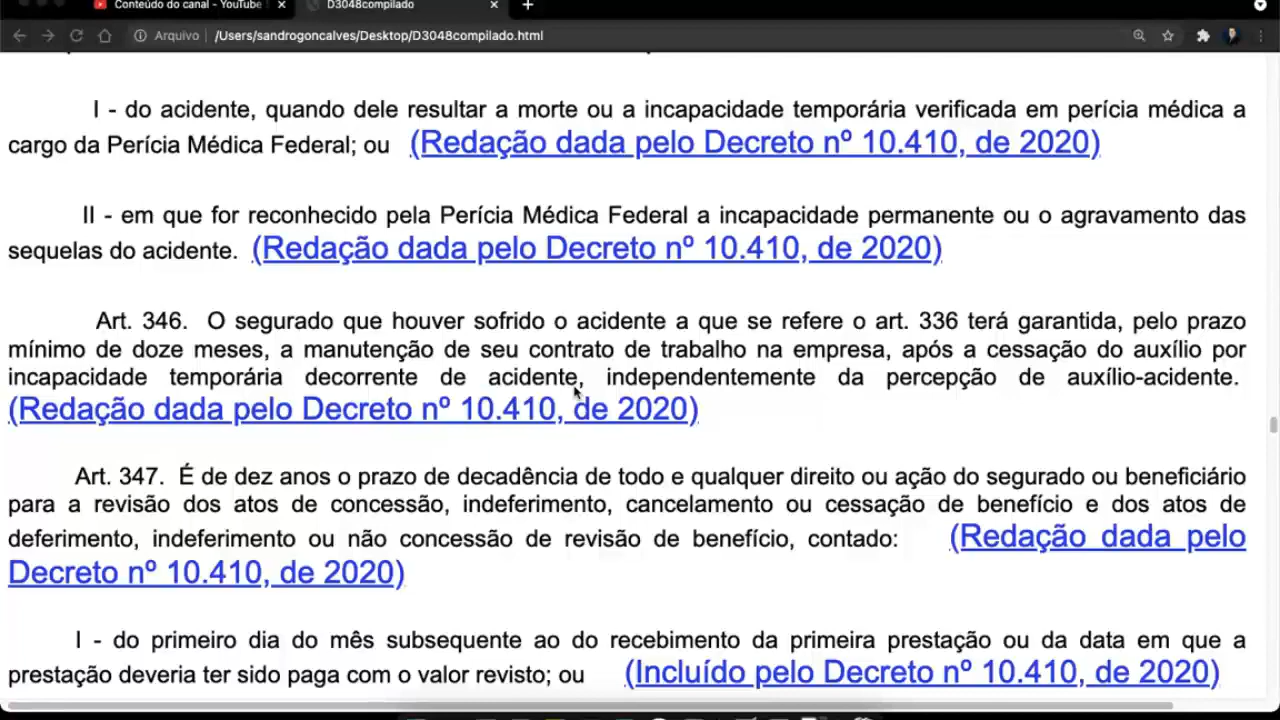 Conteúdo do canal - YouTube
D3048compilado
Arquivo | /Users/sandrogoncalves/Desktop/D3048compilado.html
I - do acidente, quando dele resultar a morte ou a incapacidade temporária verificada em perícia médica a
cargo da Perícia Médica Federal; ou (Redação dada pelo Decreto nº 10.410, de 2020)
II - em que for reconhecido pela Perícia Médica Federal a incapacidade permanente ou o agravamento das
sequelas do acidente. (Redação dada pelo Decreto nº 10.410, de 2020)
Art. 346. O segurado que houver sofrido o acidente a que se refere o art. 336 terá garantida, pelo prazo
mínimo de doze meses, a manutenção de seu contrato de trabalho na empresa, após a cessação do auxílio por
incapacidade temporária decorrente de acidente, independentemente da percepção de auxílio-acidente.
(Redação dada pelo Decreto nº 10.410, de 2020)
Art. 347. É de dez anos o prazo de decadência de todo e qualquer direito ou ação do segurado ou beneficiário
para a revisão dos atos de concessão, indeferimento, cancelamento ou cessação de benefício e dos atos de
deferimento, indeferimento ou não concessão de revisão de benefício, contado: (Redação dada pelo
Decreto nº 10.410, de 2020)
I - do primeiro dia do mês subsequente ao do recebimento da primeira prestação ou da data em que a
prestação deveria ter sido paga com o valor revisto; ou (Incluído pelo Decreto nº 10.410, de 2020)